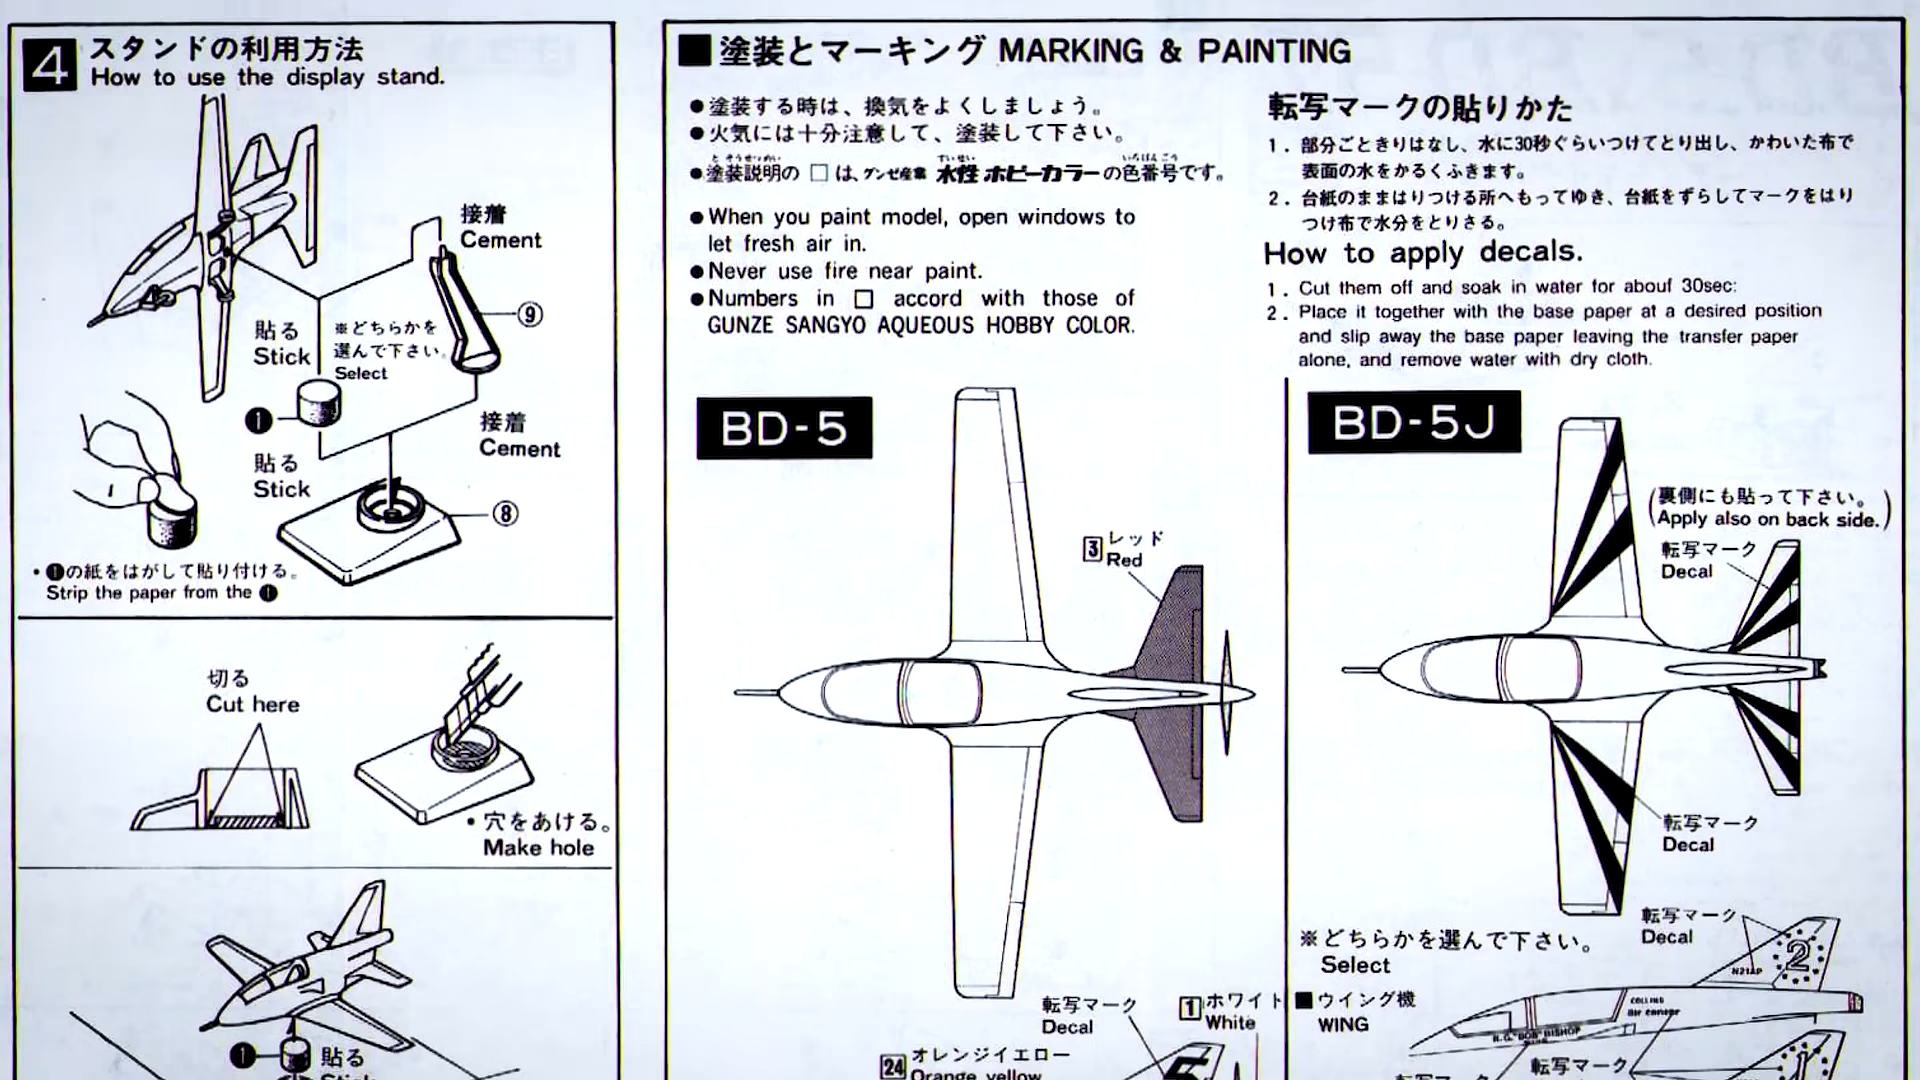 4 スタンドの利用方法
How to use the display stand.
接着
Cement
⑨
貼る
Stick
※どちらかを
選んで下さい。
Select
❶
接着
Cement
貼る
Stick
⑧
・❶の紙をはがして貼り付ける。
Strip the paper from the ❶
切る
Cut here
・穴をあける。
Make hole
❶
貼る
Stick
■塗装とマーキング MARKING & PAINTING
●塗装する時は、換気をよくしましょう。
●火気には十分注意して、塗装して下さい。
●塗装説明の □ は、グンゼ産業 水性ホビーカラーの色番号です。
●When you paint model, open windows to
let fresh air in.
●Never use fire near paint.
●Numbers in □ accord with those of
GUNZE SANGYO AQUEOUS HOBBY COLOR.
転写マークの貼りかた
1. 部分ごときりはなし、水に30秒ぐらいつけてとり出し、かわいた布で
表面の水をかるくふきます。
2. 台紙のままはりつける所へもってゆき、台紙をずらしてマークをはり
つけ布で水分をとりさる。
How to apply decals.
1. Cut them off and soak in water for abouf 30sec:
2. Place it together with the base paper at a desired position
and slip away the base paper leaving the transfer paper
alone, and remove water with dry cloth.
BD-5
3 レッド
Red
転写マーク
Decal
1 ホワイト
White
24 オレンジイエロー
Orange yellow
BD-5J
(裏側にも貼って下さい。
Apply also on back side.)
転写マーク
Decal
転写マーク
Decal
※どちらかを選んで下さい。
Select
転写マーク
Decal
2
N21AP
■ウイング機
WING
転写マーク